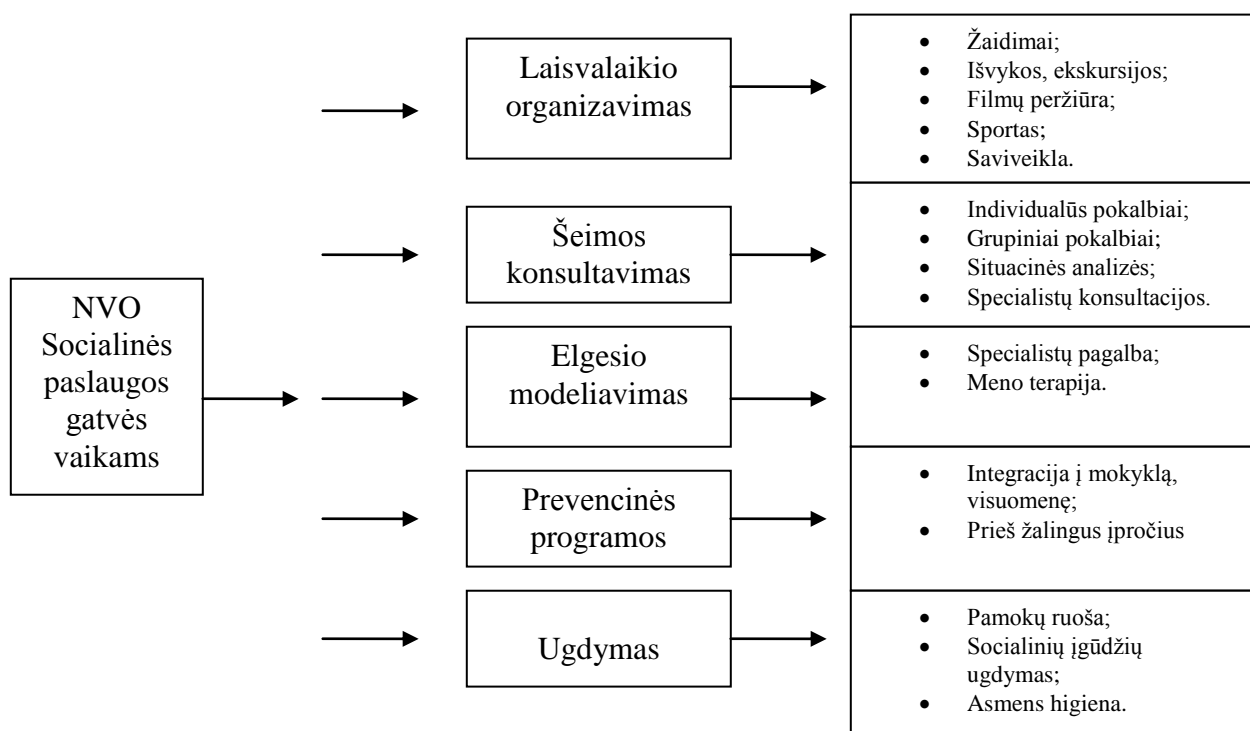 Laisvalaikio
organizavimas
• Žaidimai;
• Išvykos, ekskursijos;
• Filmų peržiūra;
• Sportas;
• Saviveikla.
Šeimos
konsultavimas
• Individualūs pokalbiai;
• Grupiniai pokalbiai;
• Situacinės analizės;
• Specialistų konsultacijos.
NVO
Socialinės
paslaugos
gatvės
vaikams
Elgesio
modeliavimas
• Specialistų pagalba;
• Meno terapija.
Prevencinės
programos
• Integracija į mokyklą,
visuomenę;
• Prieš žalingus įpročius
Ugdymas
• Pamokų ruoša;
• Socialinių įgūdžių
ugdymas;
• Asmens higiena.